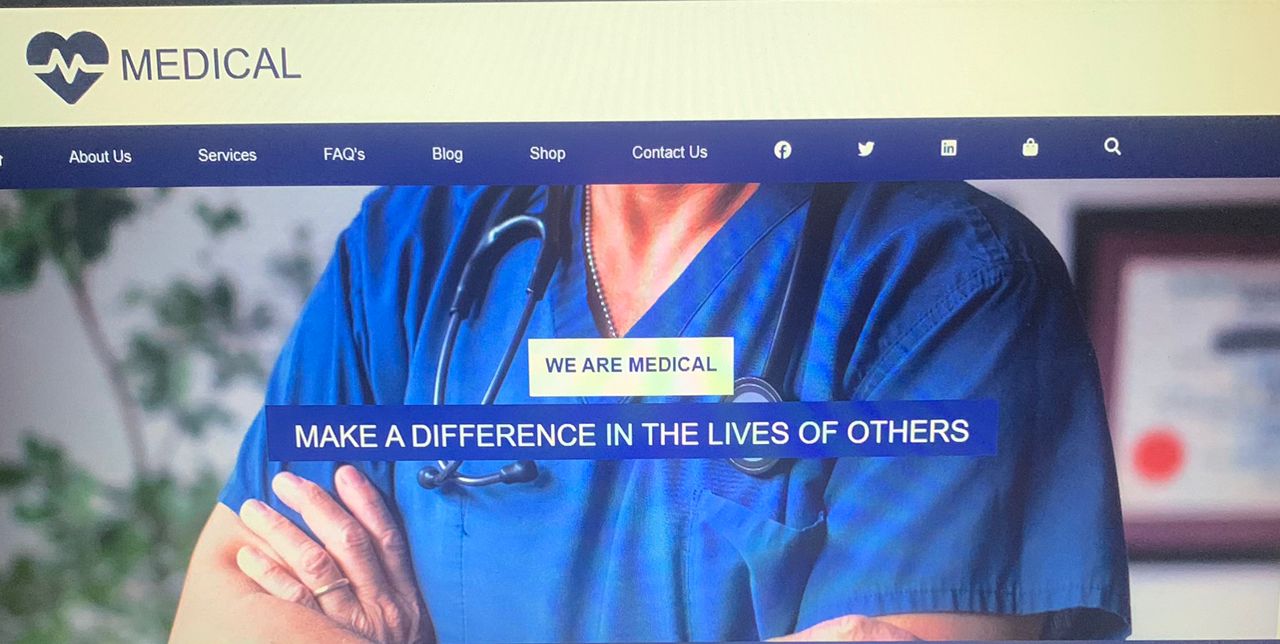 MEDICAL
About Us Services FAQ's Blog Shop Contact Us
WE ARE MEDICAL
MAKE A DIFFERENCE IN THE LIVES OF OTHERS